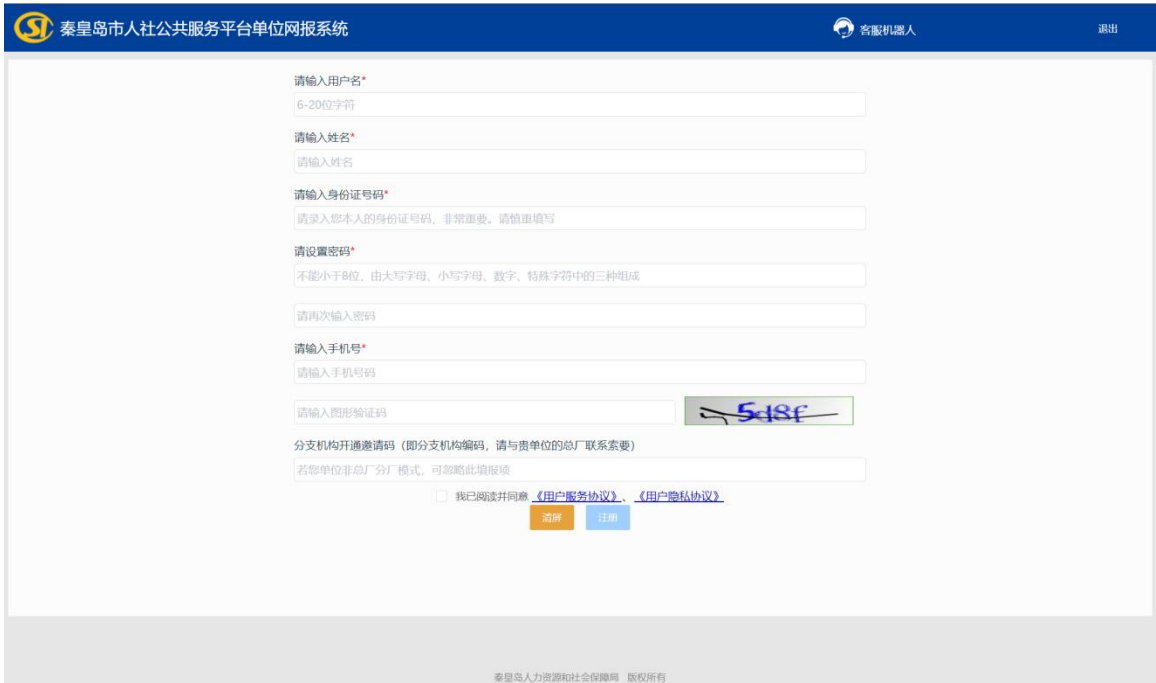 秦皇岛市人社公共服务平台单位网报系统
客服机器人
退出
请输入用户名*
6-20位字符
请输入姓名*
请输入姓名
请输入身份证号码*
请录入您本人的身份证号码，非常重要。请慎重填写
请设置密码*
不能小于8位，由大写字母、小写字母、数字、特殊字符中的三种组成
请再次输入密码
请输入手机号*
请输入手机号码
请输入图形验证码
5d8f
分支机构开通邀请码（即分支机构编码，请与贵单位的总厂联系索要）
若您单位非总厂分厂模式，可忽略此填报项
我已阅读并同意 《用户服务协议》、《用户隐私协议》
清屏
注册
秦皇岛人力资源和社会保障局 版权所有